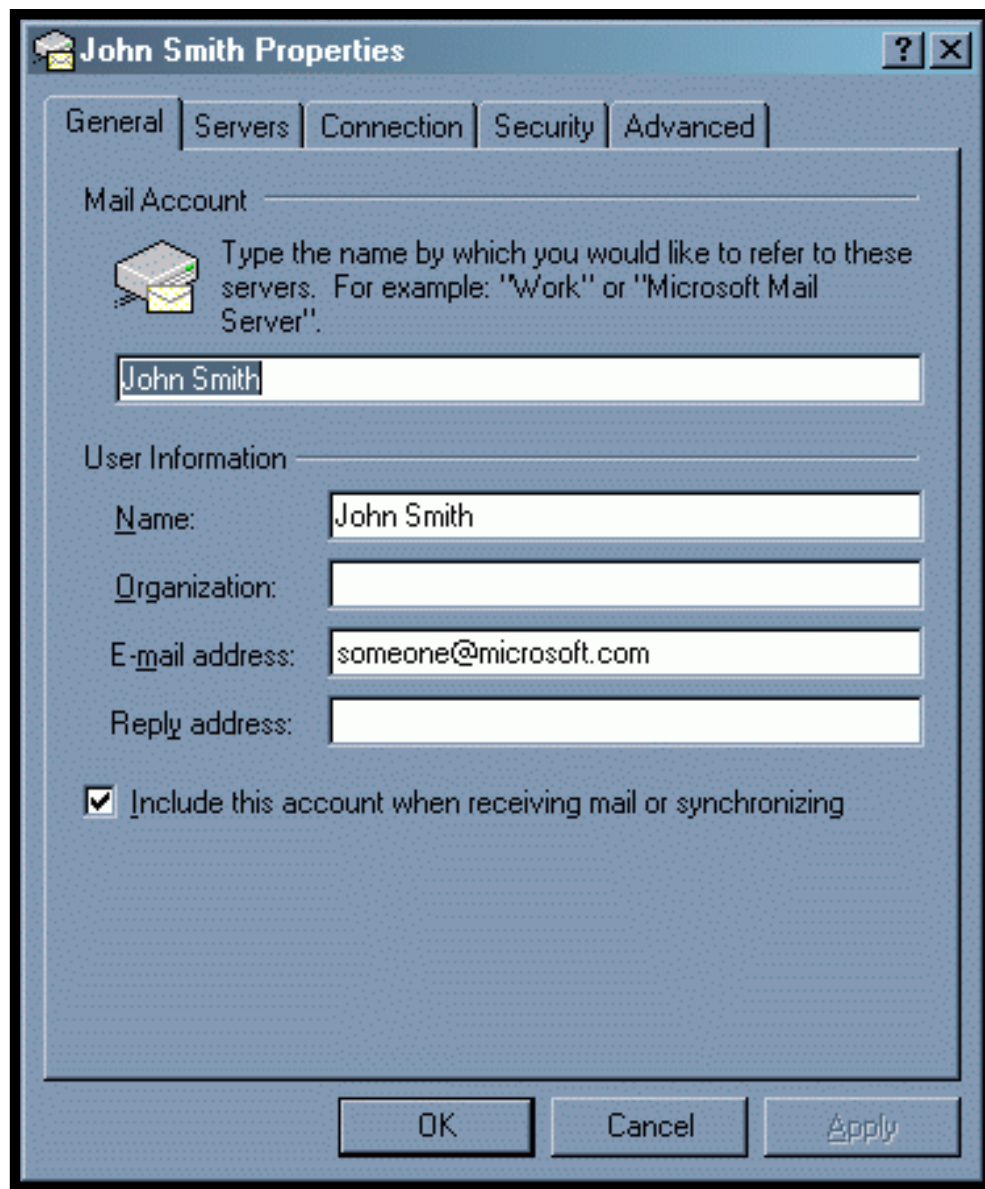 John Smith Properties
?
General Servers Connection Security Advanced
Mail Account
Type the name by which you would like to refer to these
servers. For example: "Work" or "Microsoft Mail
Server".
John Smith
User Information
Name: John Smith
Organization:
E-mail address: someone@microsoft.com
Reply address:
Include this account when receiving mail or synchronizing
OK Cancel Apply